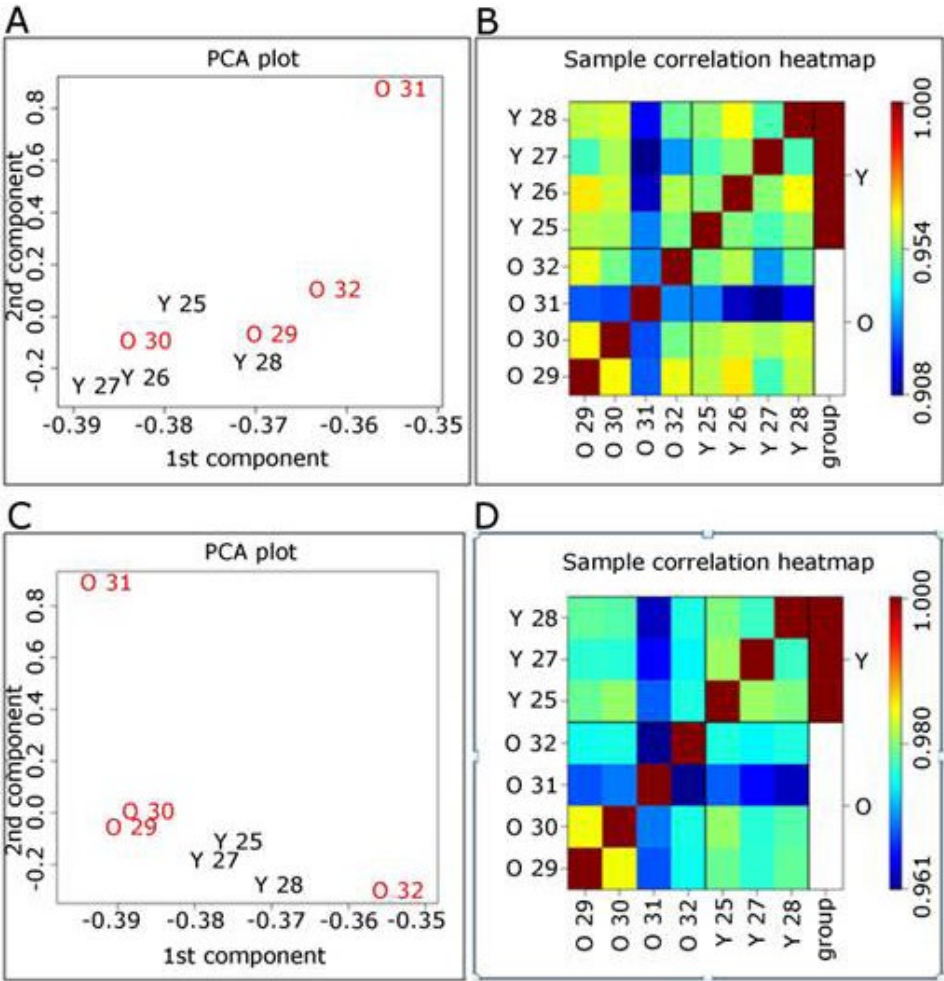 A
PCA plot
2nd component
0.8
0.6
0.4
0.2
0.0
-0.2
O 31
O 32
Y 25
O 30
O 29
Y 28
Y 27
Y 26
-0.39
-0.38
-0.37
-0.36
-0.35
1st component
B
Sample correlation heatmap
Y 28
Y 27
Y 26
Y 25
O 32
O 31
O 30
O 29
O 29
O 30
O 31
O 32
Y 25
Y 26
Y 27
Y 28
group
Y
O
1.000
0.954
0.908
C
PCA plot
2nd component
0.8
0.6
0.4
0.2
0.0
-0.2
O 31
O 30
O 29
Y 25
Y 27
Y 28
O 32
-0.39
-0.38
-0.37
-0.36
-0.35
1st component
D
Sample correlation heatmap
Y 28
Y 27
Y 25
O 32
O 31
O 30
O 29
O 29
O 30
O 31
O 32
Y 25
Y 27
Y 28
group
Y
O
1.000
0.980
0.961